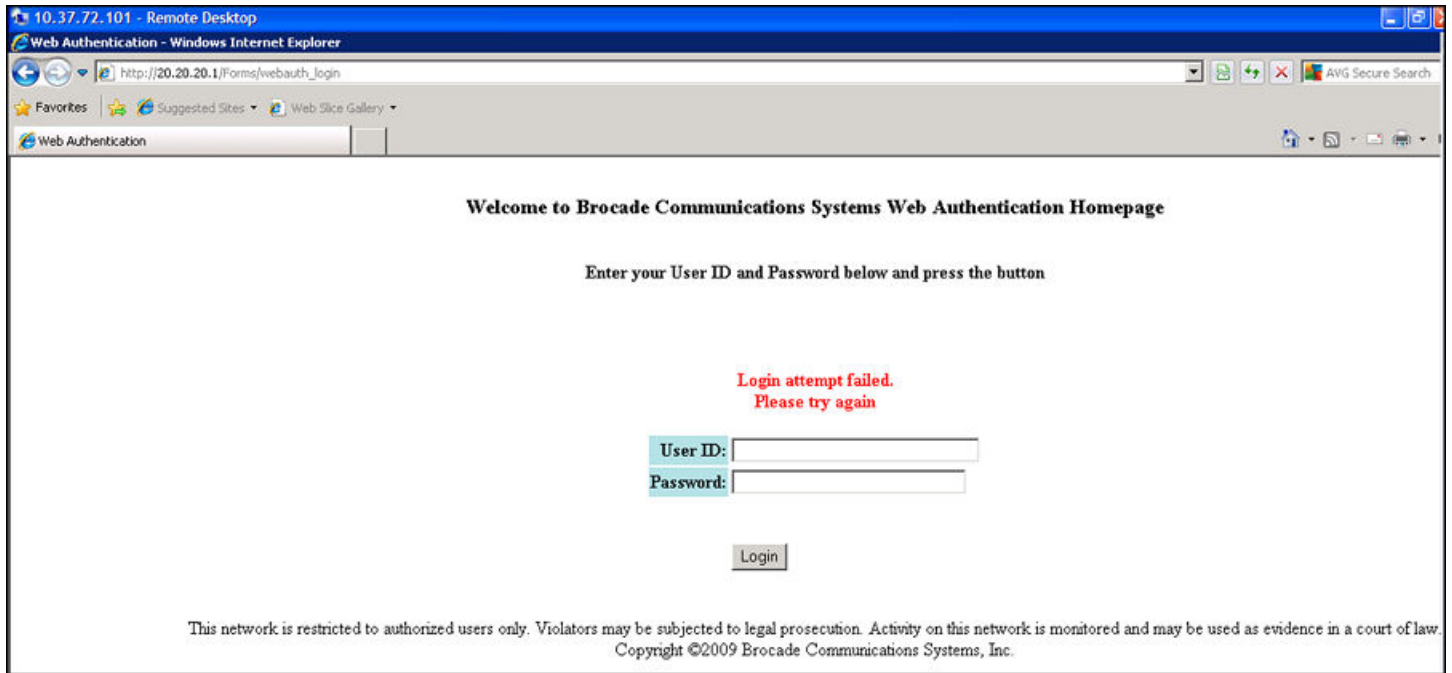 10.37.72.101 - Remote Desktop
Web Authentication - Windows Internet Explorer
http://20.20.20.1/Forms/webauth_login
AVG Secure Search
Favorites
Suggested Sites
Web Slice Gallery
Web Authentication
Welcome to Brocade Communications Systems Web Authentication Homepage
Enter your User ID and Password below and press the button
Login attempt failed.
Please try again
User ID:
Password:
Login
This network is restricted to authorized users only. Violators may be subjected to legal prosecution. Activity on this network is monitored and may be used as evidence in a court of law.
Copyright ©2009 Brocade Communications Systems, Inc.